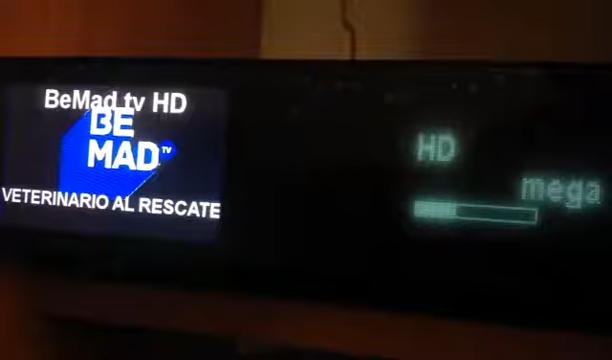 BeMad tv HD
BE
MAD TV
VETERINARIO AL RESCATE
HD
mega